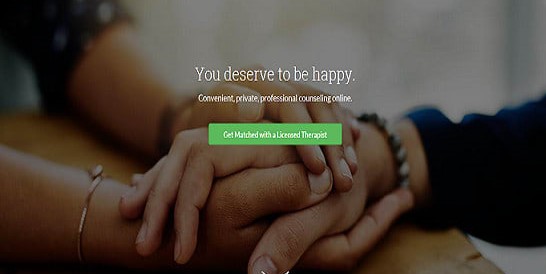 You deserve to be happy.
Convenient, private, professional counseling online.
Get Matched with a Licensed Therapist